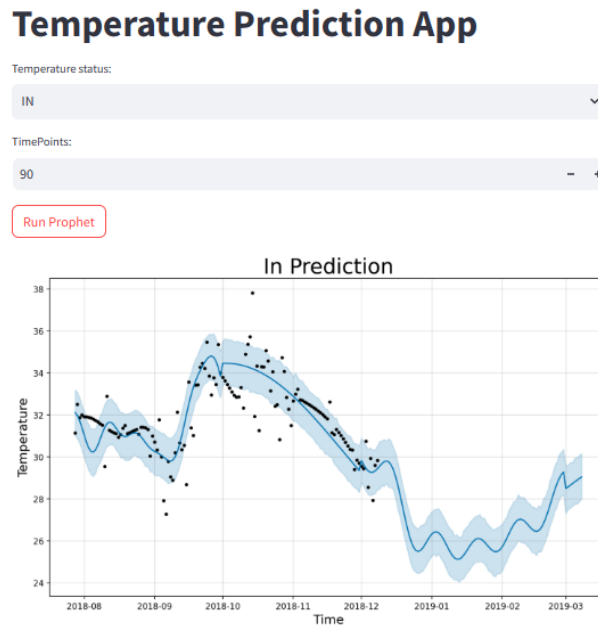 Temperature Prediction App
Temperature status:
IN
TimePoints:
90
Run Prophet
In Prediction
38
36
34
32
30
28
26
24
Temperature
2018-08 2018-09 2018-10 2018-11 2018-12 2019-01 2019-02 2019-03
Time